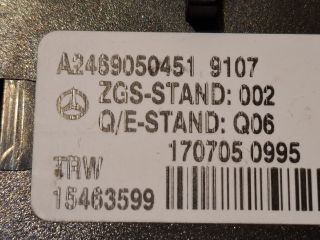 A2469050451 9107
ZGS-STAND: 002
Q/E-STAND: Q06
170705 0995
TRW
15463599